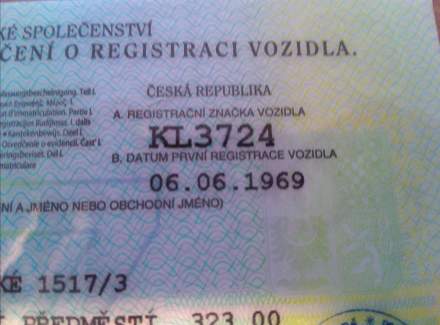 KÉ SPOLEČENSTVÍ
ČENÍ O REGISTRACI VOZIDLA.
ČESKÁ REPUBLIKA
A. REGISTRAČNÍ ZNAČKA VOZIDLA
KL3724
B. DATUM PRVNÍ REGISTRACE VOZIDLA
06.06.1969
NÍ A JMÉNO NEBO OBCHODNÍ JMÉNO)
KÉ 1517/3
PŘEDMĚSTÍ 323 00